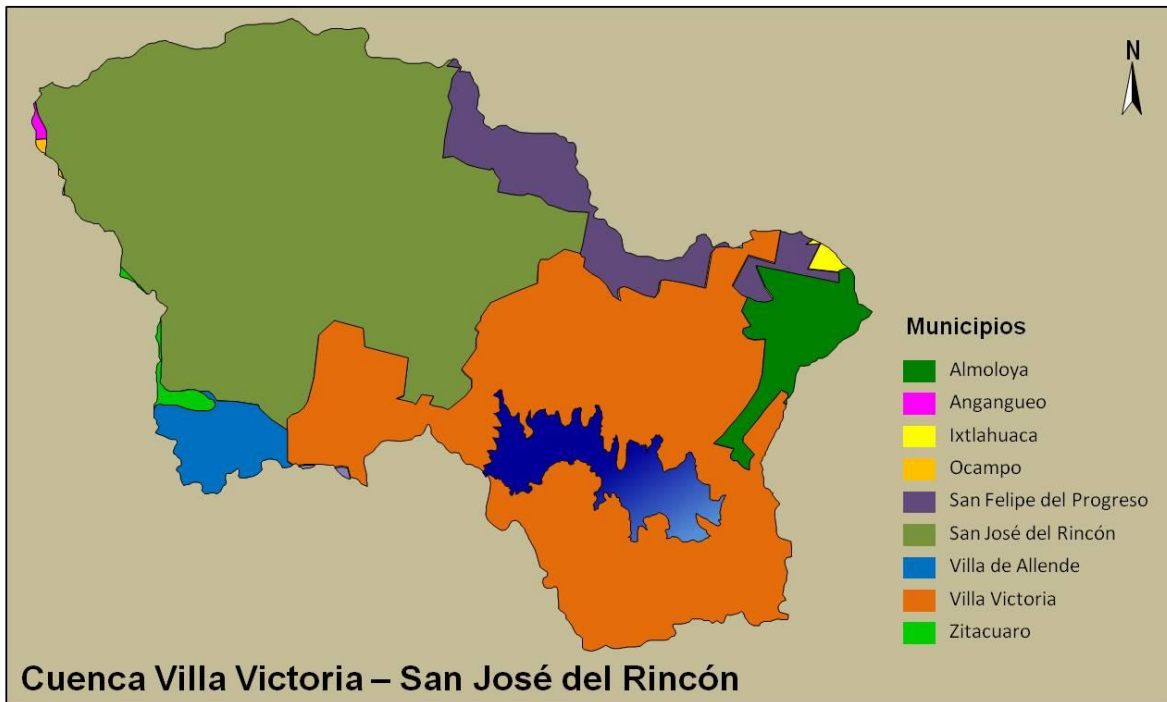 N
Municipios
Almoloya
Angangueo
Ixtlahuaca
Ocampo
San Felipe del Progreso
San José del Rincón
Villa de Allende
Villa Victoria
Zitacuaro
Cuenca Villa Victoria – San José del Rincón